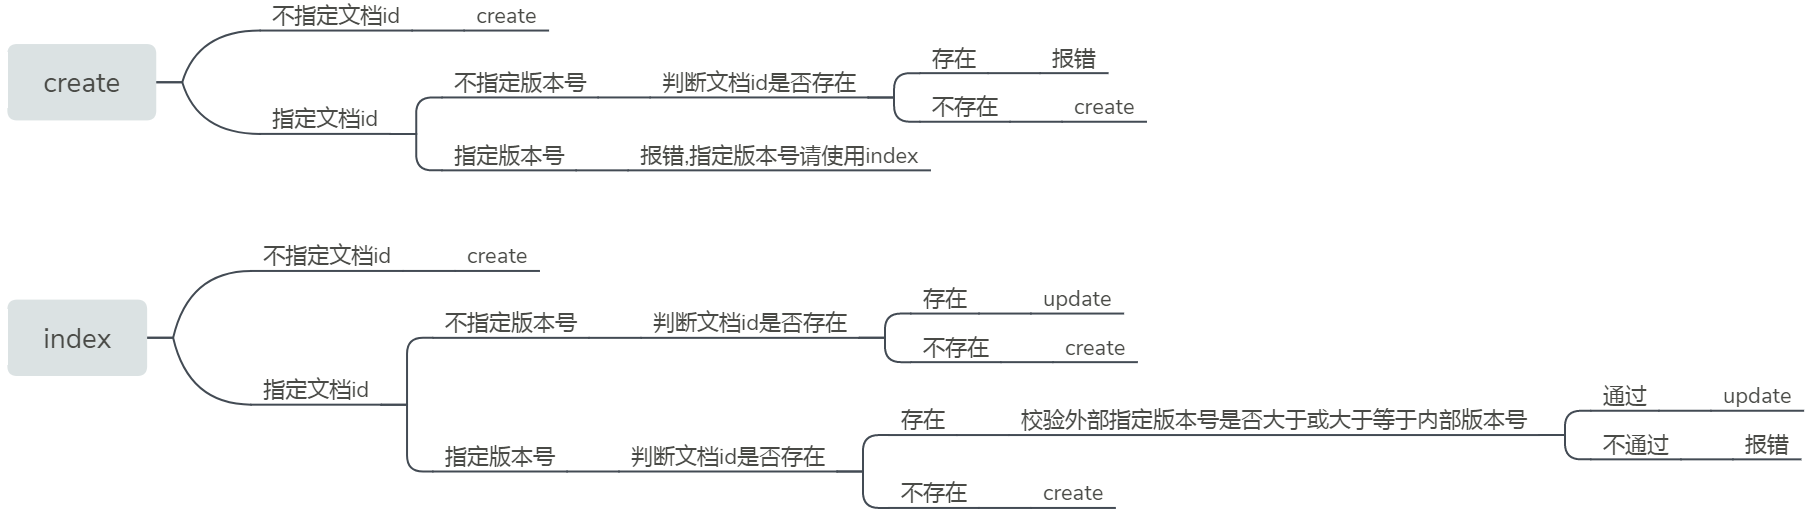 create
不指定文档id
create
指定文档id
不指定版本号
判断文档id是否存在
存在
报错
不存在
create
指定版本号
报错,指定版本号请使用index
index
不指定文档id
create
指定文档id
不指定版本号
判断文档id是否存在
存在
update
不存在
create
指定版本号
判断文档id是否存在
存在
校验外部指定版本号是否大于或大于等于内部版本号
通过
update
不通过
报错
不存在
create